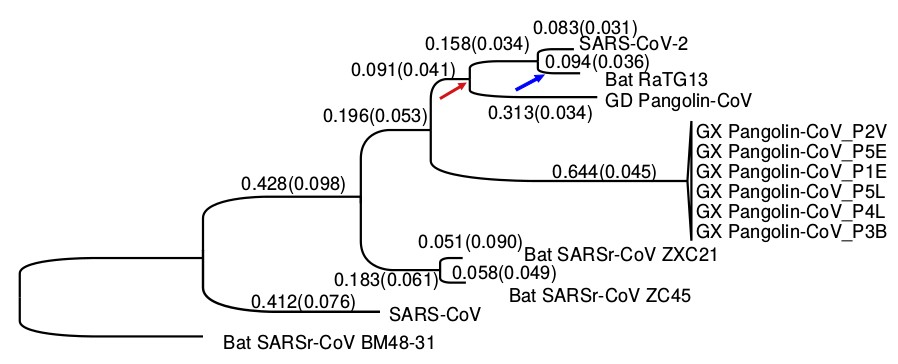 0.083(0.031)
0.158(0.034)
SARS-CoV-2
0.094(0.036)
0.091(0.041)
Bat RaTG13
GD Pangolin-CoV
0.313(0.034)
0.196(0.053)
GX Pangolin-CoV_P2V
GX Pangolin-CoV_P5E
0.644(0.045)
GX Pangolin-CoV_P1E
GX Pangolin-CoV_P5L
0.428(0.098)
GX Pangolin-CoV_P4L
GX Pangolin-CoV_P3B
0.051(0.090)
Bat SARSr-CoV ZXC21
0.183(0.061)
0.058(0.049)
Bat SARSr-CoV ZC45
0.412(0.076)
SARS-CoV
Bat SARSr-CoV BM48-31